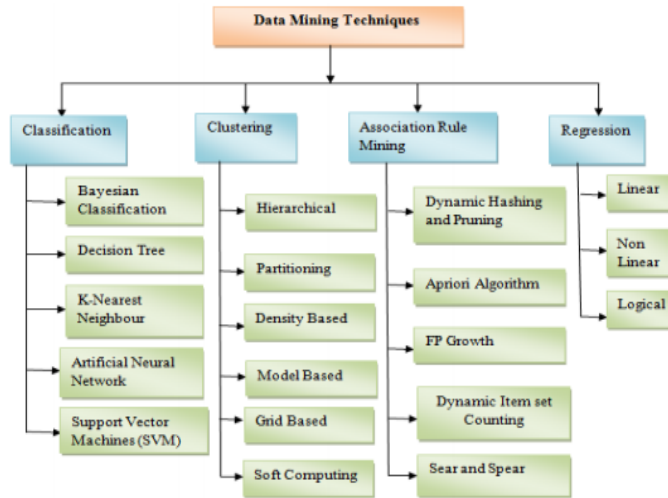 Data Mining Techniques
Classification
Bayesian
Classification
Decision Tree
K-Nearest
Neighbour
Artificial Neural
Network
Support Vector
Machines (SVM)
Clustering
Hierarchical
Partitioning
Density Based
Model Based
Grid Based
Soft Computing
Association Rule
Mining
Dynamic Hashing
and Pruning
Apriori Algorithm
FP Growth
Dynamic Item set
Counting
Sear and Spear
Regression
Linear
Non
Linear
Logical